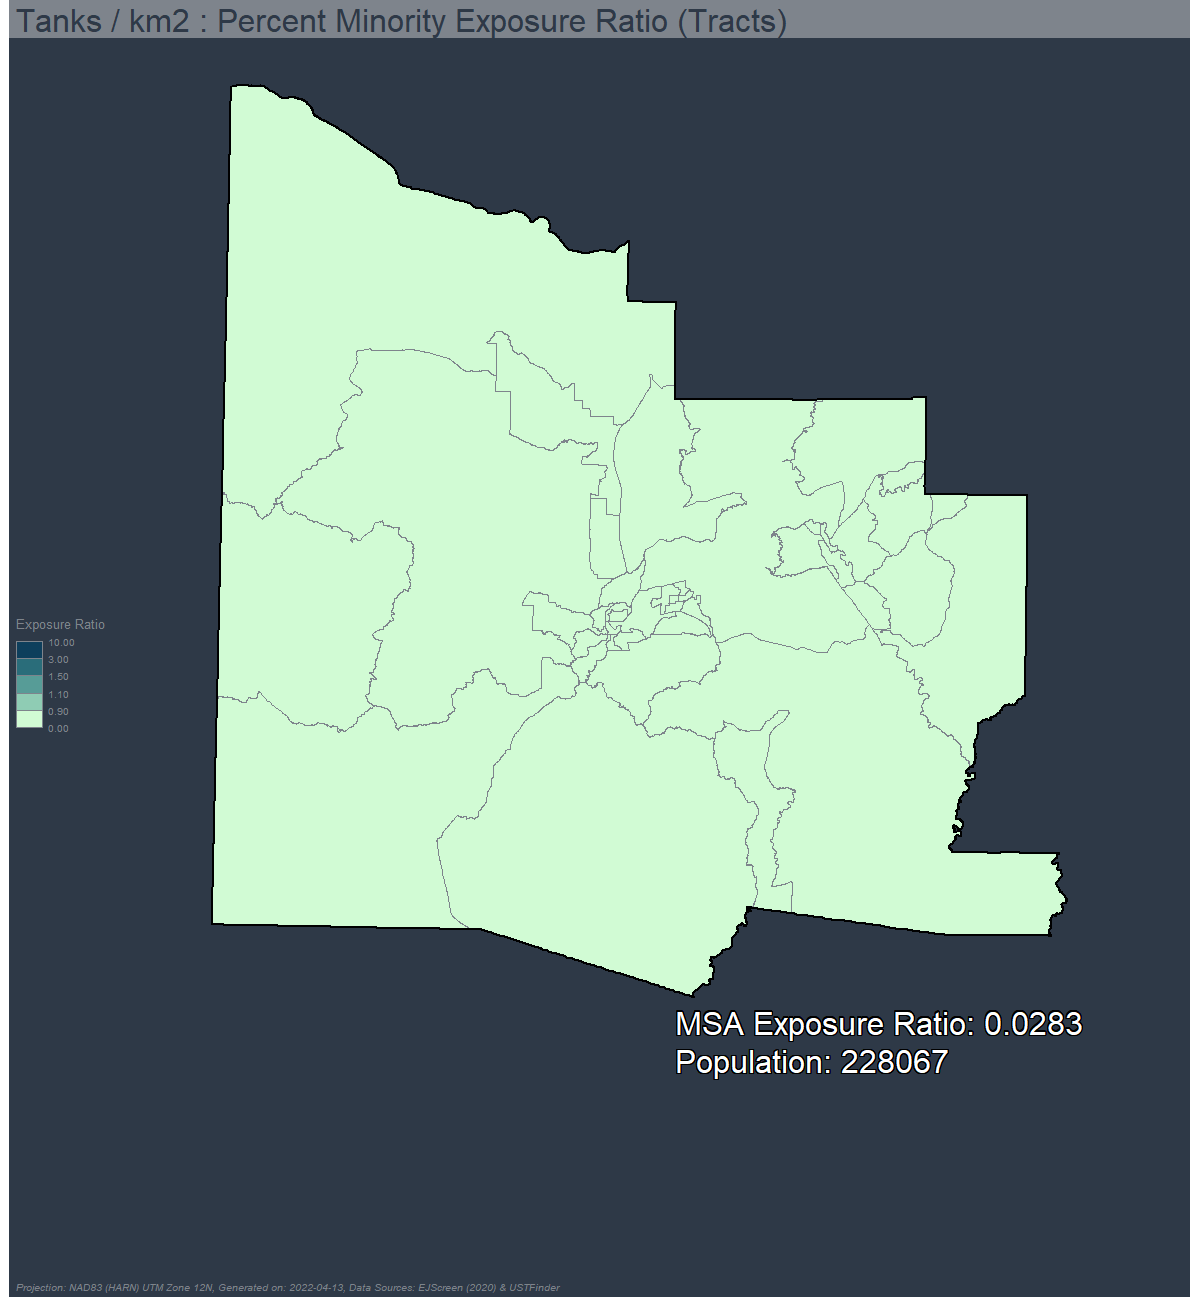 Tanks / km2 : Percent Minority Exposure Ratio (Tracts)
Exposure Ratio
10.00
3.00
1.50
1.10
0.90
0.00
MSA Exposure Ratio: 0.0283
Population: 228067
Projection: NAD83 (HARN) UTM Zone 12N, Generated on: 2022-04-13, Data Sources: EJScreen (2020) & USTFinder